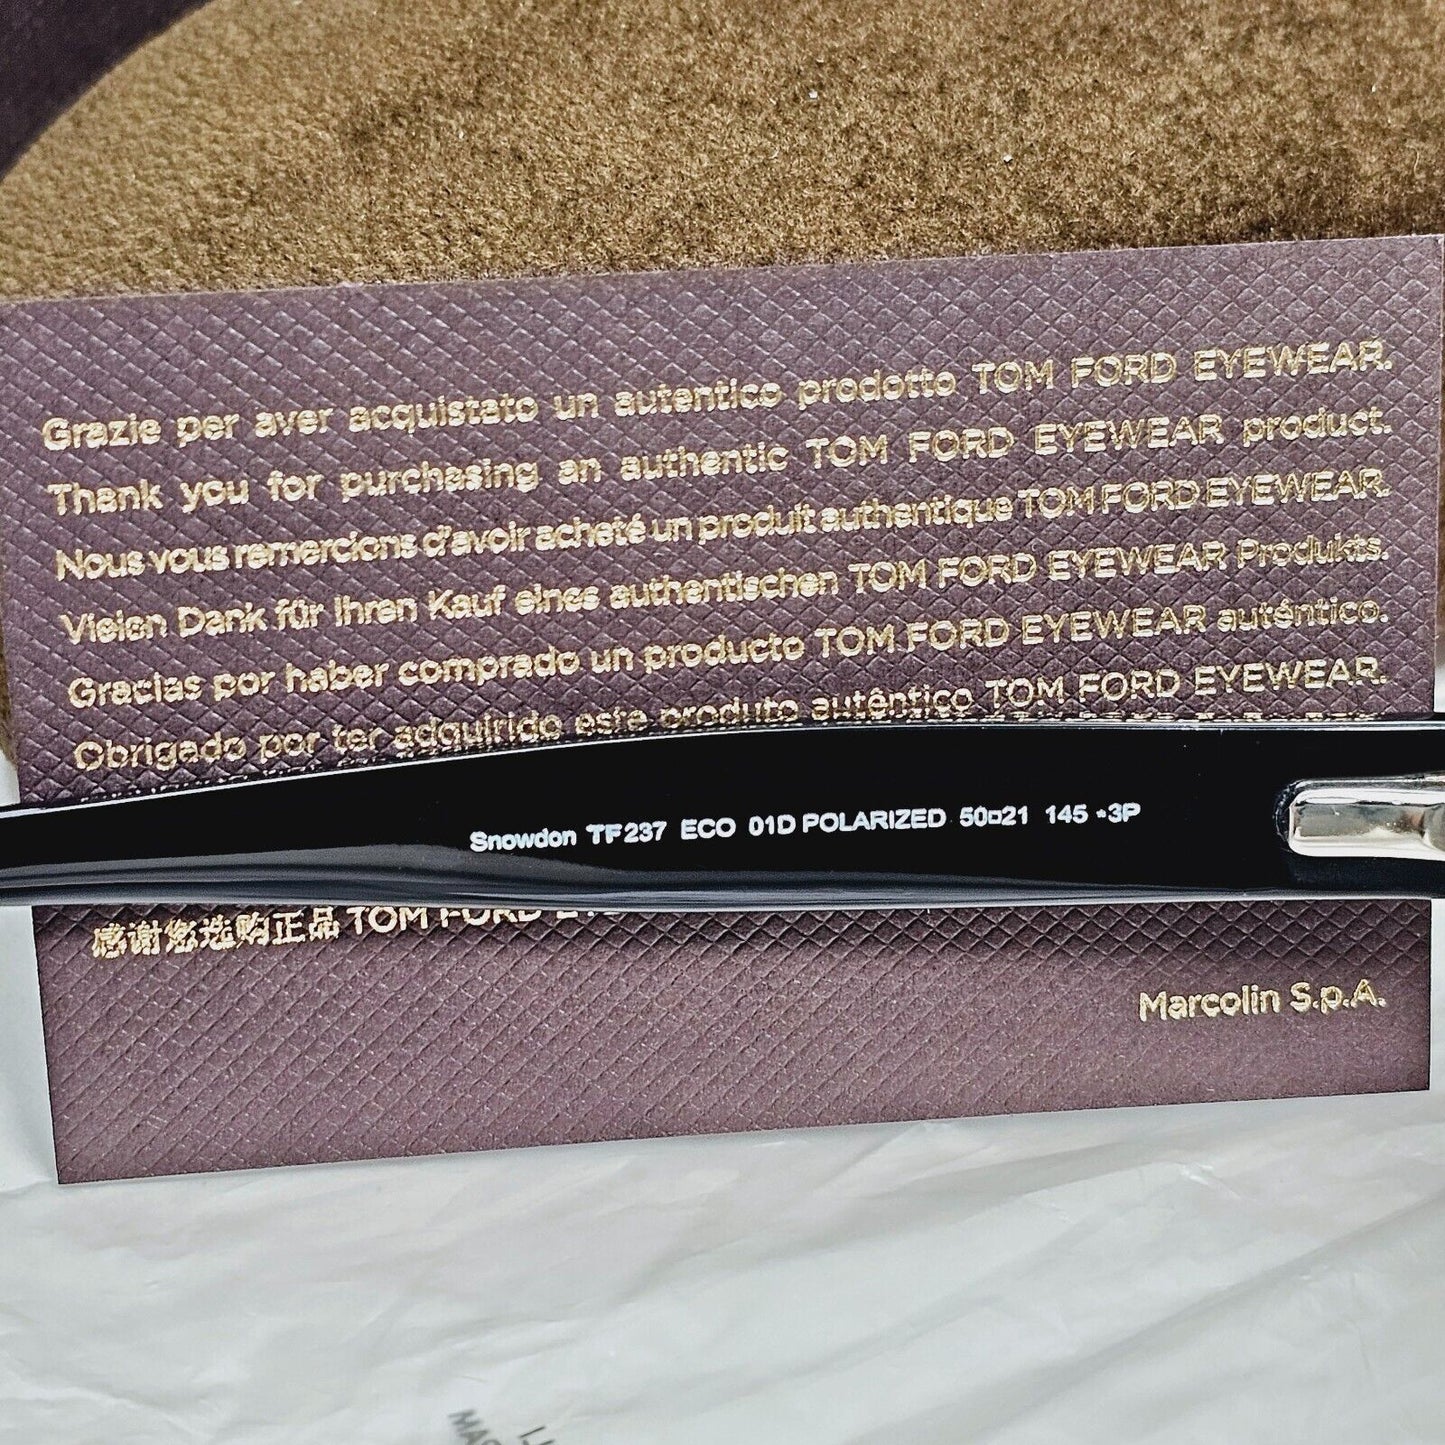 Grazie per aver acquistato un autentico prodotto TOM FORD EYEWEAR.
Thank you for purchasing an authentic TOM FORD EYEWEAR product.
Nous vous remercions d'avoir acheté un produit authentique TOM FORD EYEWEAR.
Vielen Dank für Ihren Kauf eines authentischen TOM FORD EYEWEAR Produkts.
Gracias por haber comprado un producto TOM FORD EYEWEAR auténtico.
Obrigado por ter adquirido este produto autêntico TOM FORD EYEWEAR.
Snowdon TF237 ECO 01D POLARIZED 50□21 145 *3P
感谢您选购正品 TOM FORD
Marcolin S.p.A.